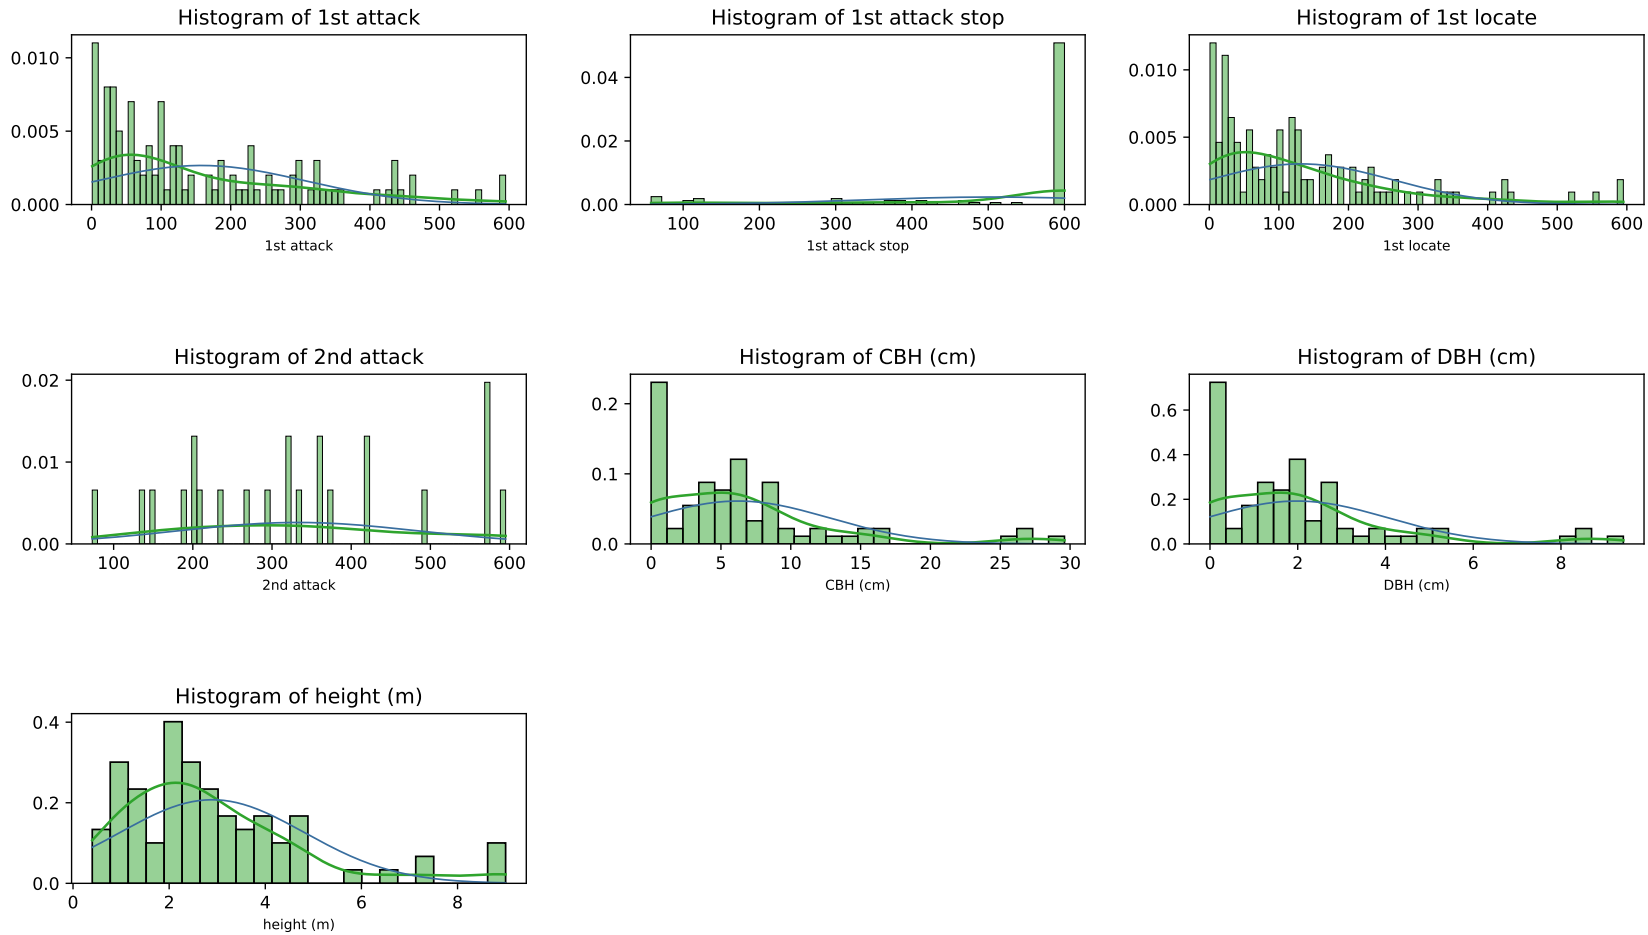 Histogram of 1st attack
0.010
0.005
0.000
0 100 200 300 400 500 600
1st attack
Histogram of 1st attack stop
0.04
0.02
0.00
100 200 300 400 500 600
1st attack stop
Histogram of 1st locate
0.010
0.005
0.000
0 100 200 300 400 500 600
1st locate
Histogram of 2nd attack
0.02
0.01
0.00
100 200 300 400 500 600
2nd attack
Histogram of CBH (cm)
0.2
0.1
0.0
0 5 10 15 20 25 30
CBH (cm)
Histogram of DBH (cm)
0.6
0.4
0.2
0.0
0 2 4 6 8
DBH (cm)
Histogram of height (m)
0.4
0.2
0.0
0 2 4 6 8
height (m)